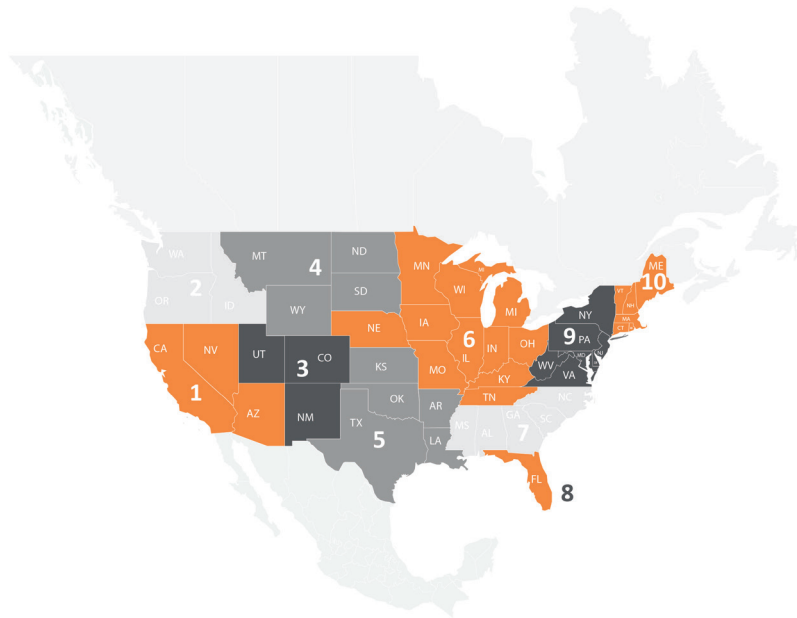 WA
OR
ID
2
MT
4
ND
SD
WY
CA
NV
1
AZ
UT
CO
3
NM
NE
KS
OK
TX
5
AR
LA
MN
WI
MI
MI
IA
6
IL
IN
OH
MO
KY
TN
MS
AL
GA
SC
NC
7
FL
8
NY
9
PA
NJ
MD
WV
VA
ME
10
VT
NH
MA
CT